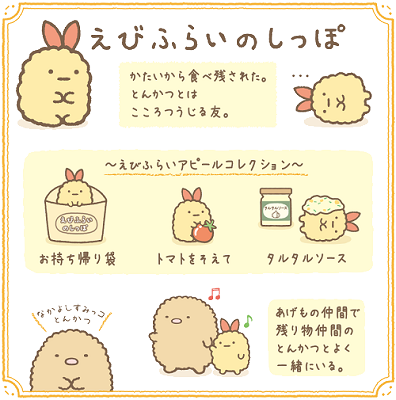 えびふらいのしっぽ
かたいから食べ残された。
とんかつとは
こころつうじる友。
…
～えびふらいアピールコレクション～
えびふらい
のしっぽ
タルタルソース
お持ち帰り袋
トマトをそえて
タルタルソース
なかよしすみっコ
とんかつ
あげもの仲間で
残り物仲間の
とんかつとよく
一緒にいる。